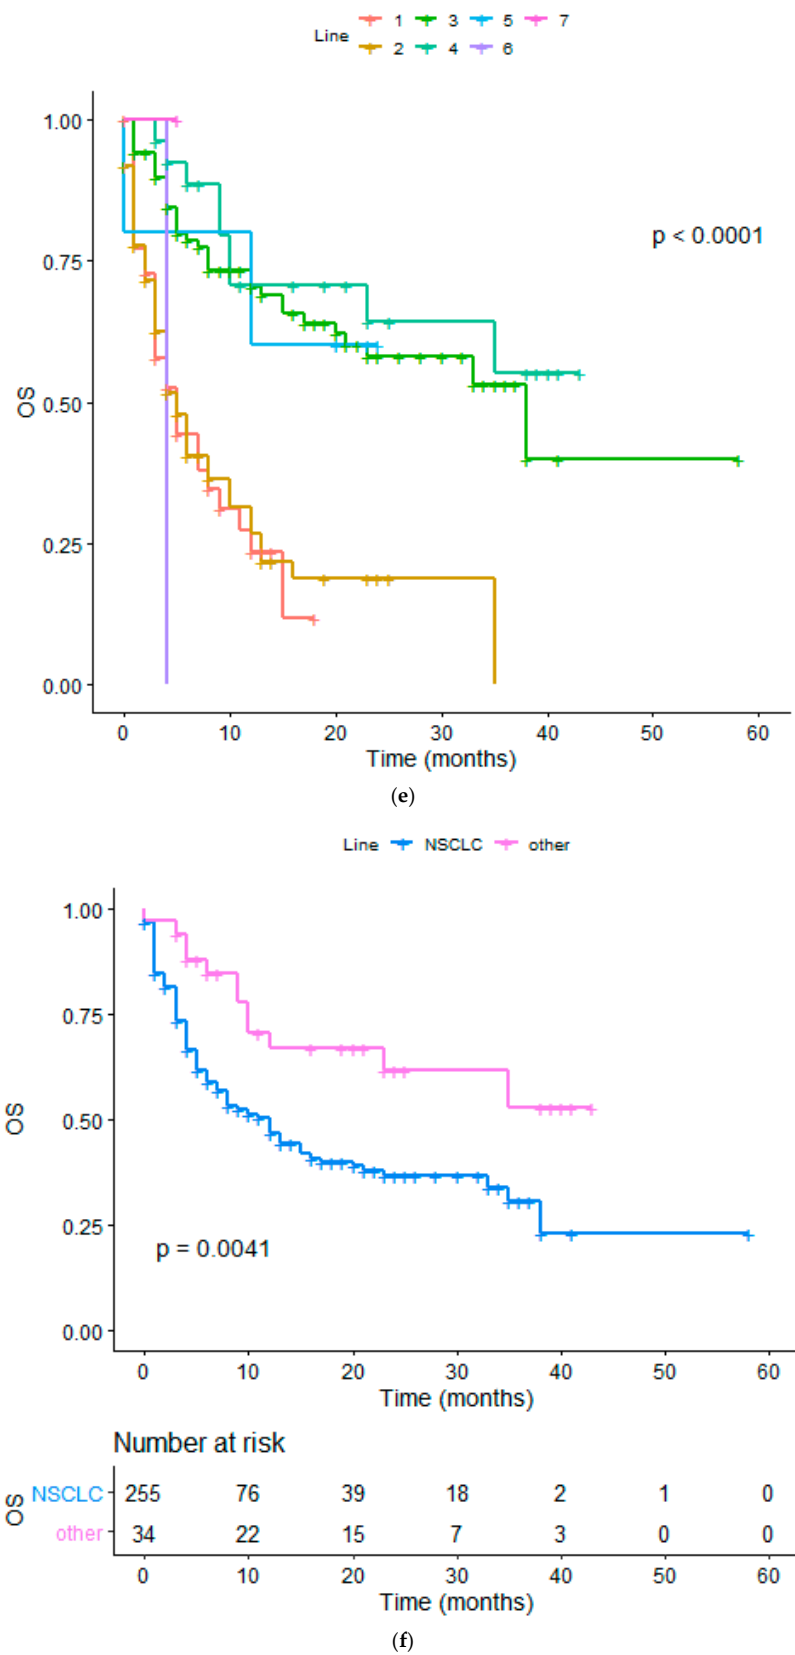 Line 1 3 5 7
2 4 6
1.00
0.75
0.50
0.25
0.00
OS
p < 0.0001
0 10 20 30 40 50 60
Time (months)
(e)
Line NSCLC other
1.00
0.75
0.50
0.25
0.00
OS
p = 0.0041
0 10 20 30 40 50 60
Time (months)
Number at risk
OS
NSCLC 255 76 39 18 2 1 0
other 34 22 15 7 3 0 0
0 10 20 30 40 50 60
Time (months)
(f)